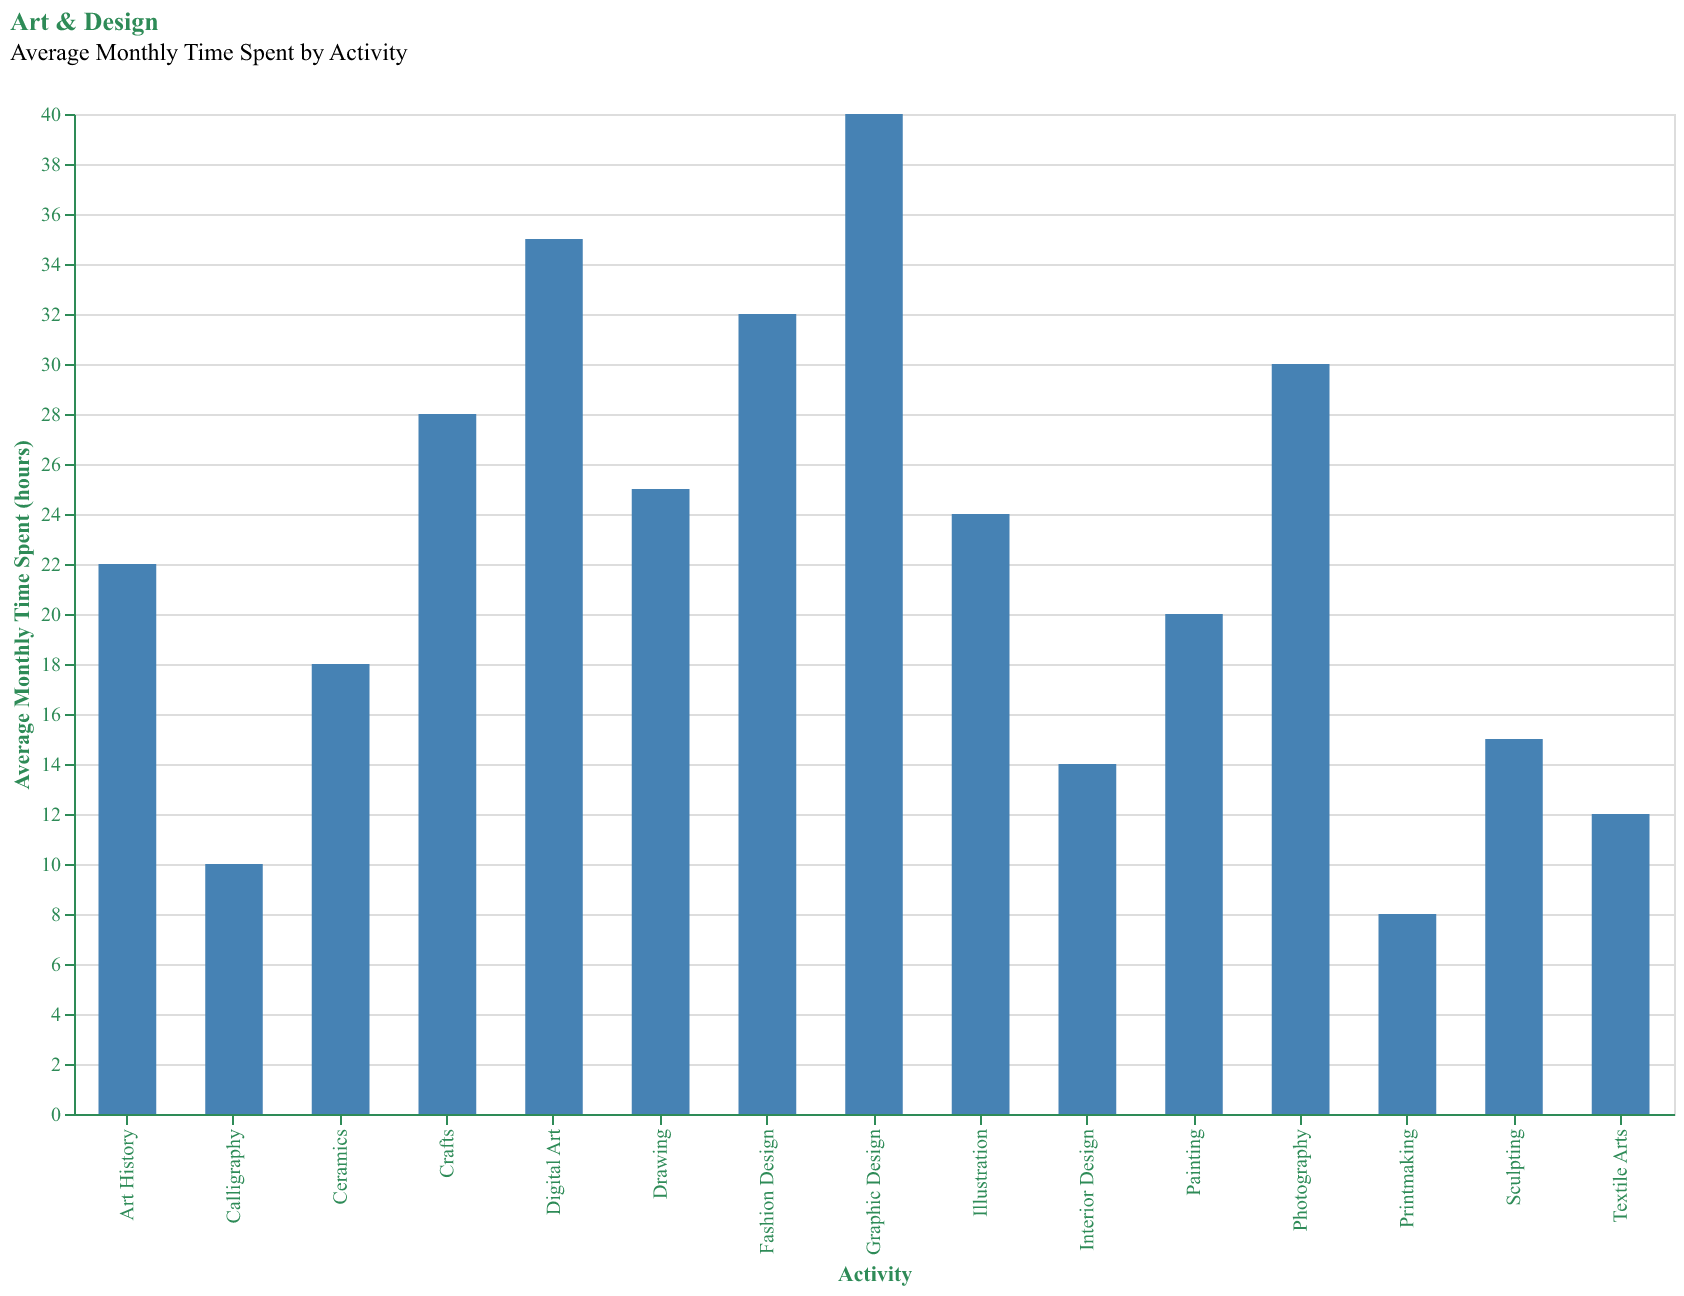 Art & Design
Average Monthly Time Spent by Activity
Average Monthly Time Spent (hours)
40
38
36
34
32
30
28
26
24
22
20
18
16
14
12
10
8
6
4
2
0
Art History
Calligraphy
Ceramics
Crafts
Digital Art
Drawing
Fashion Design
Graphic Design
Illustration
Interior Design
Painting
Photography
Printmaking
Sculpting
Textile Arts
Activity